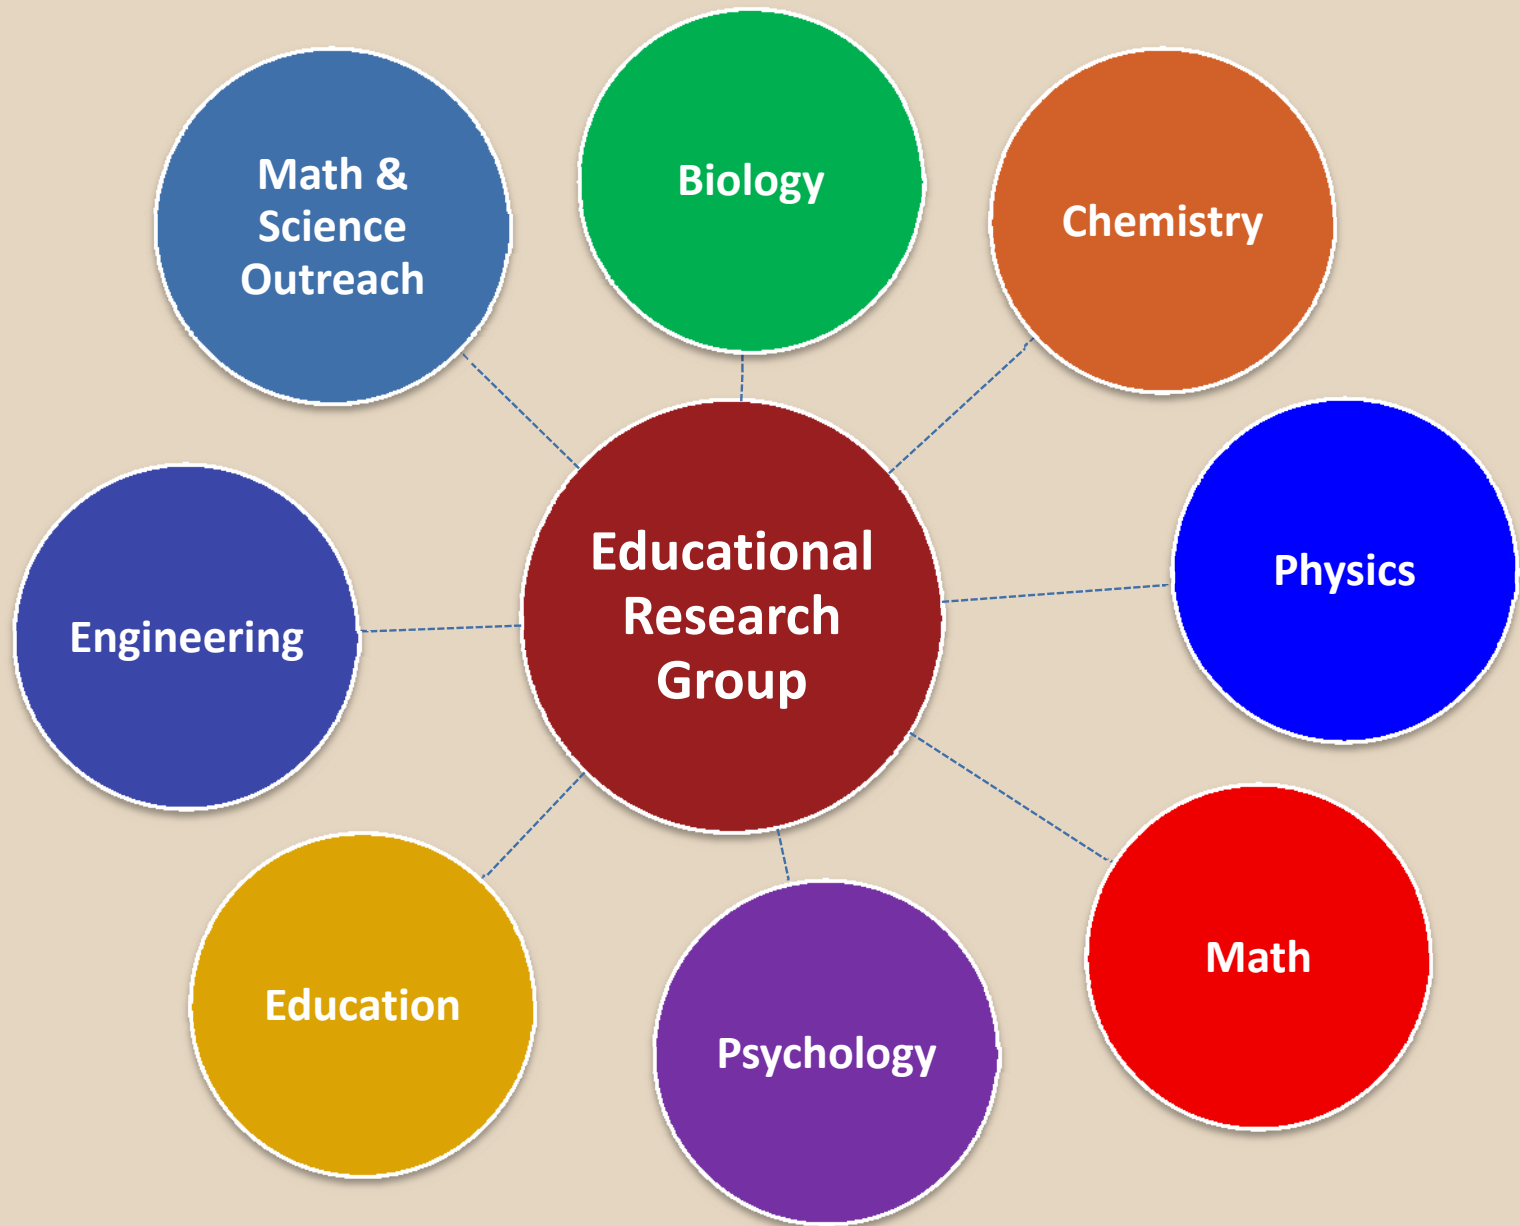 Math &
Science
Outreach
Biology
Chemistry
Educational
Research
Group
Physics
Engineering
Math
Education
Psychology